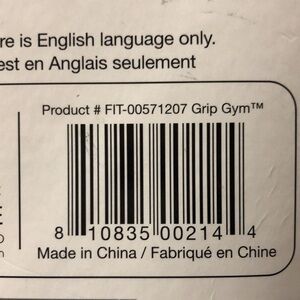 re is English language only.
est en Anglais seulement
Product # FIT-00571207 Grip Gym™
8 10835 00214 4
Made in China / Fabriqué en Chine